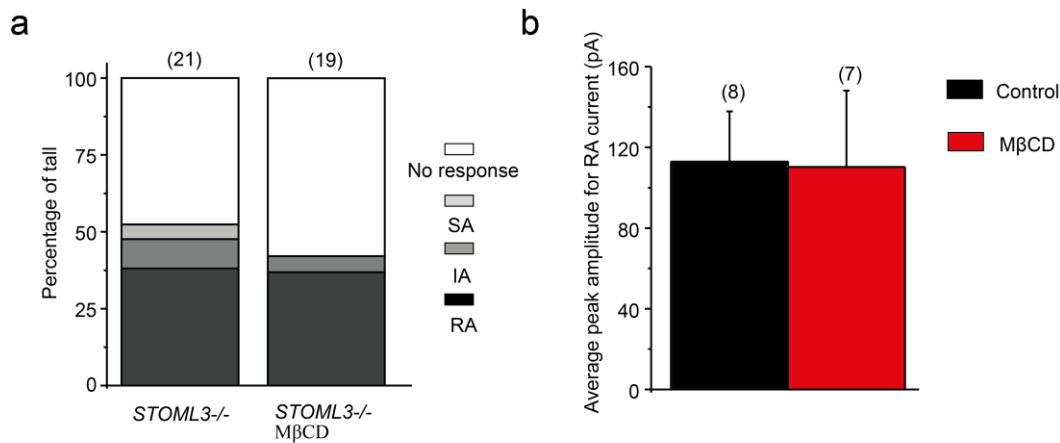 a
Percentage of tall
100
75
50
25
0
(21)
(19)
STOML3-/-
STOML3-/-
MβCD
No response
SA
IA
RA
b
Average peak amplitude for RA current (pA)
160
120
80
40
0
(8)
(7)
Control
MβCD